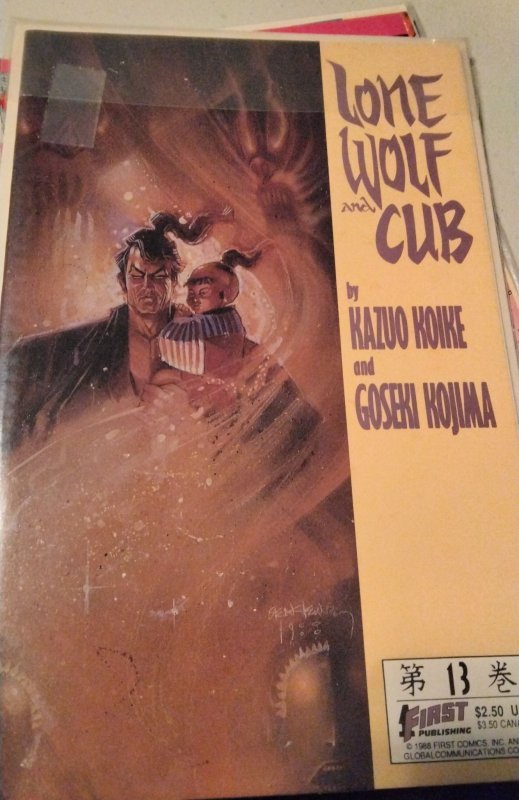 LONE
WOLF
and
CUB
by
KAZUO KOIKE
and
GOSEKI KOJIMA
1988
第 13 巻
FIRST
PUBLISHING
$2.50 U
$3.50 CANA
© 1988 FIRST COMICS, INC. AN
GLOBAL COMMUNICATIONS CO